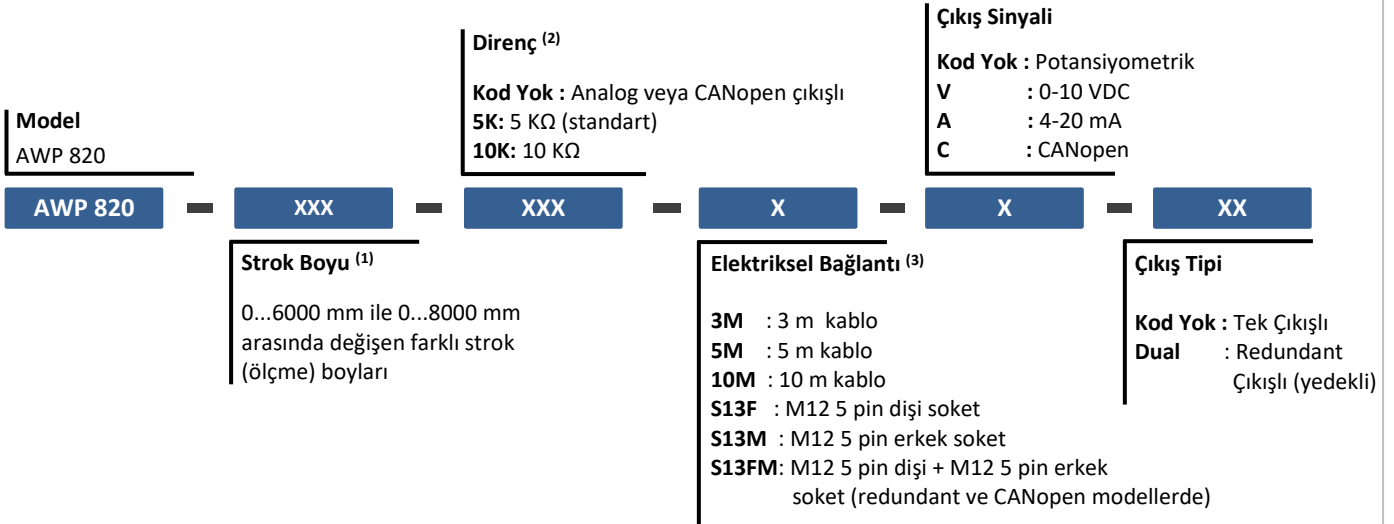 Model
AWP 820
Direnç (2)
Kod Yok : Analog veya CANopen çıkışlı
5K: 5 KΩ (standart)
10K: 10 KΩ
Çıkış Sinyali
Kod Yok : Potansiyometrik
V : 0-10 VDC
A : 4-20 mA
C : CANopen
AWP 820 - XXX - XXX - X - X - XX
Strok Boyu (1)
0...6000 mm ile 0...8000 mm
arasında değişen farklı strok
(ölçme) boyları
Elektriksel Bağlantı (3)
3M : 3 m kablo
5M : 5 m kablo
10M : 10 m kablo
S13F : M12 5 pin dişi soket
S13M : M12 5 pin erkek soket
S13FM: M12 5 pin dişi + M12 5 pin erkek
soket (redundant ve CANopen modellerde)
Çıkış Tipi
Kod Yok : Tek Çıkışlı
Dual : Redundant
Çıkışlı (yedekli)